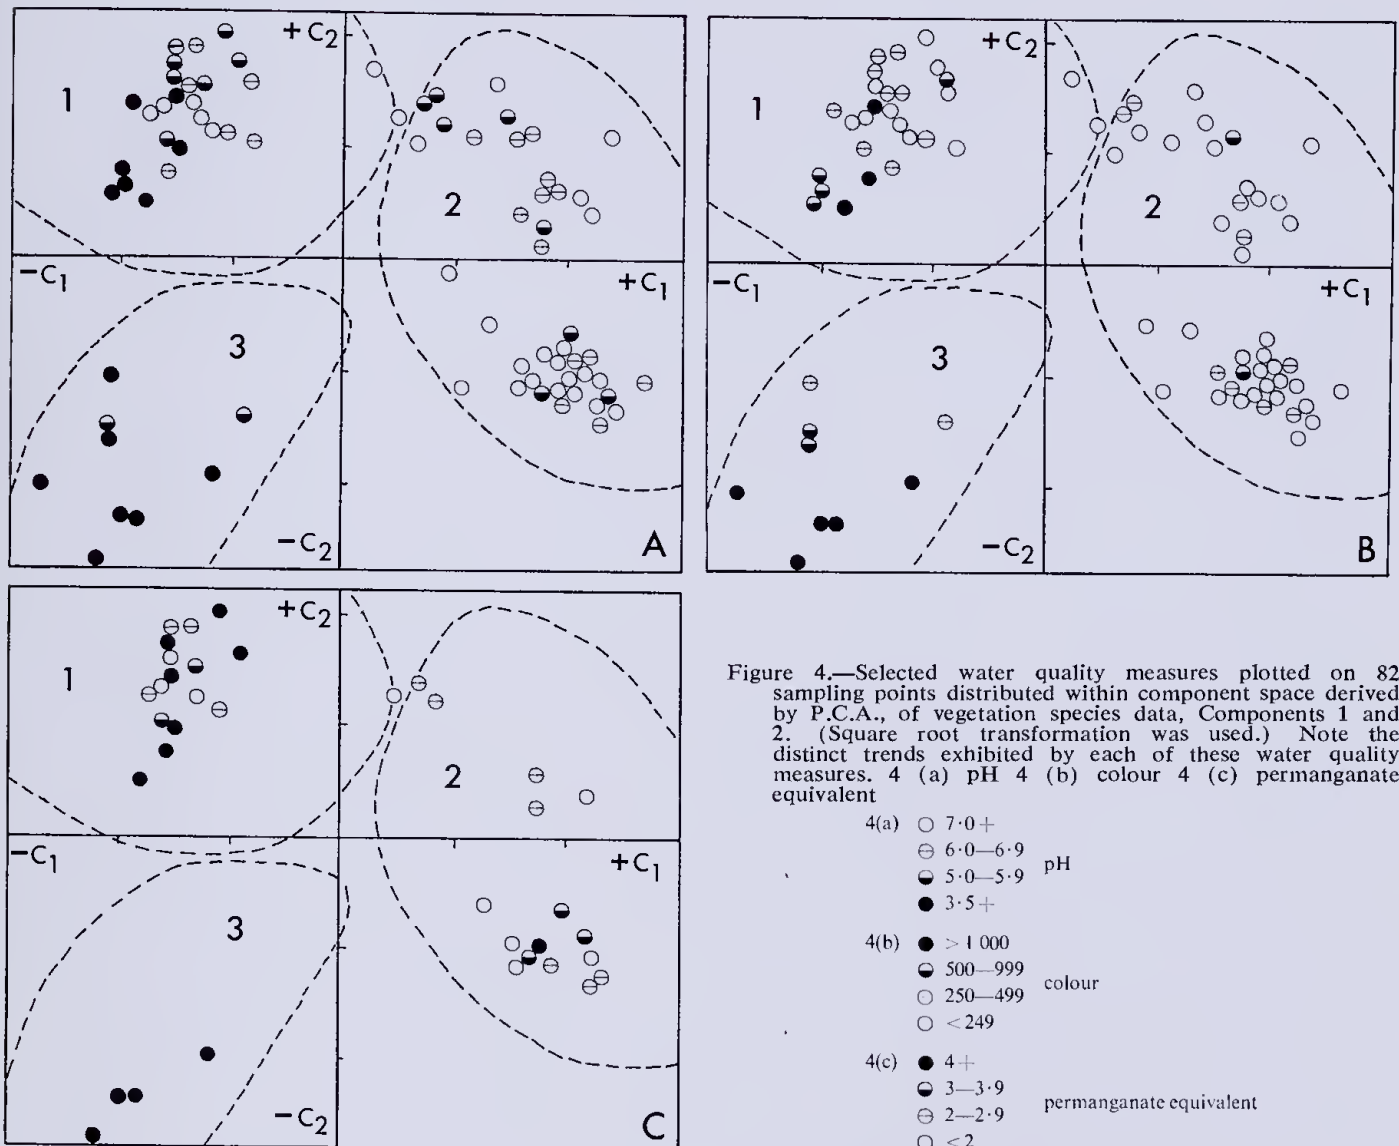 +C2
1
2
−C1
+C1
3
−C2
A
+C2
1
2
−C1
+C1
3
−C2
B
+C2
1
2
−C1
+C1
3
−C2
C
Figure 4.—Selected water quality measures plotted on 82
sampling points distributed within component space derived
by P.C.A., of vegetation species data, Components 1 and
2. (Square root transformation was used.) Note the
distinct trends exhibited by each of these water quality
measures. 4 (a) pH 4 (b) colour 4 (c) permanganate
equivalent
4(a) 7·0+
6·0—6·9
pH
5·0—5·9
3·5+
4(b) >1 000
500—999
colour
250—499
<249
4(c) 4+
3—3·9
permanganate equivalent
2—2·9
<2